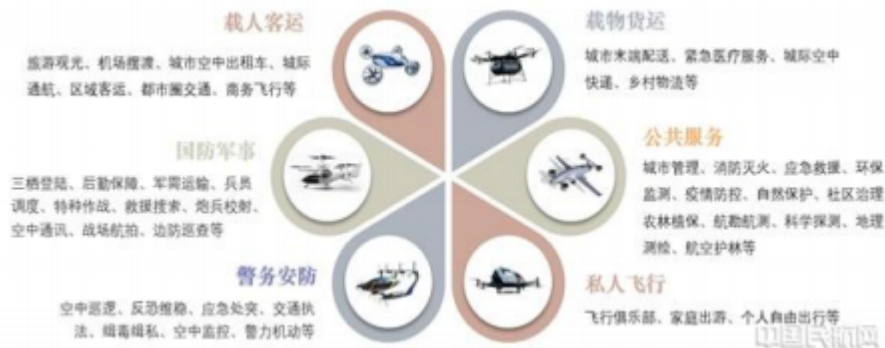 载人客运
旅游观光、机场摆渡、城市空中出租车、城际
通航、区域客运、都市圈交通、商务飞行等
载物货运
城市末端配送、紧急医疗服务、城际空中
快递、乡村物流等
国防军事
三栖登陆、后勤保障、军需运输、兵员
调度、特种作战、救援搜索、炮兵校射、
空中通讯、战场航拍、边防巡查等
公共服务
城市管理、消防灭火、应急救援、环保
监测、疫情防控、自然保护、社区治理
农林植保、航勘航测、科学探测、地理
测绘、航空护林等
警务安防
空中巡逻、反恐维稳、应急处突、交通执
法、缉毒缉私、空中监控、警力机动等
私人飞行
飞行俱乐部、家庭出游、个人自由出行等
中国民航网